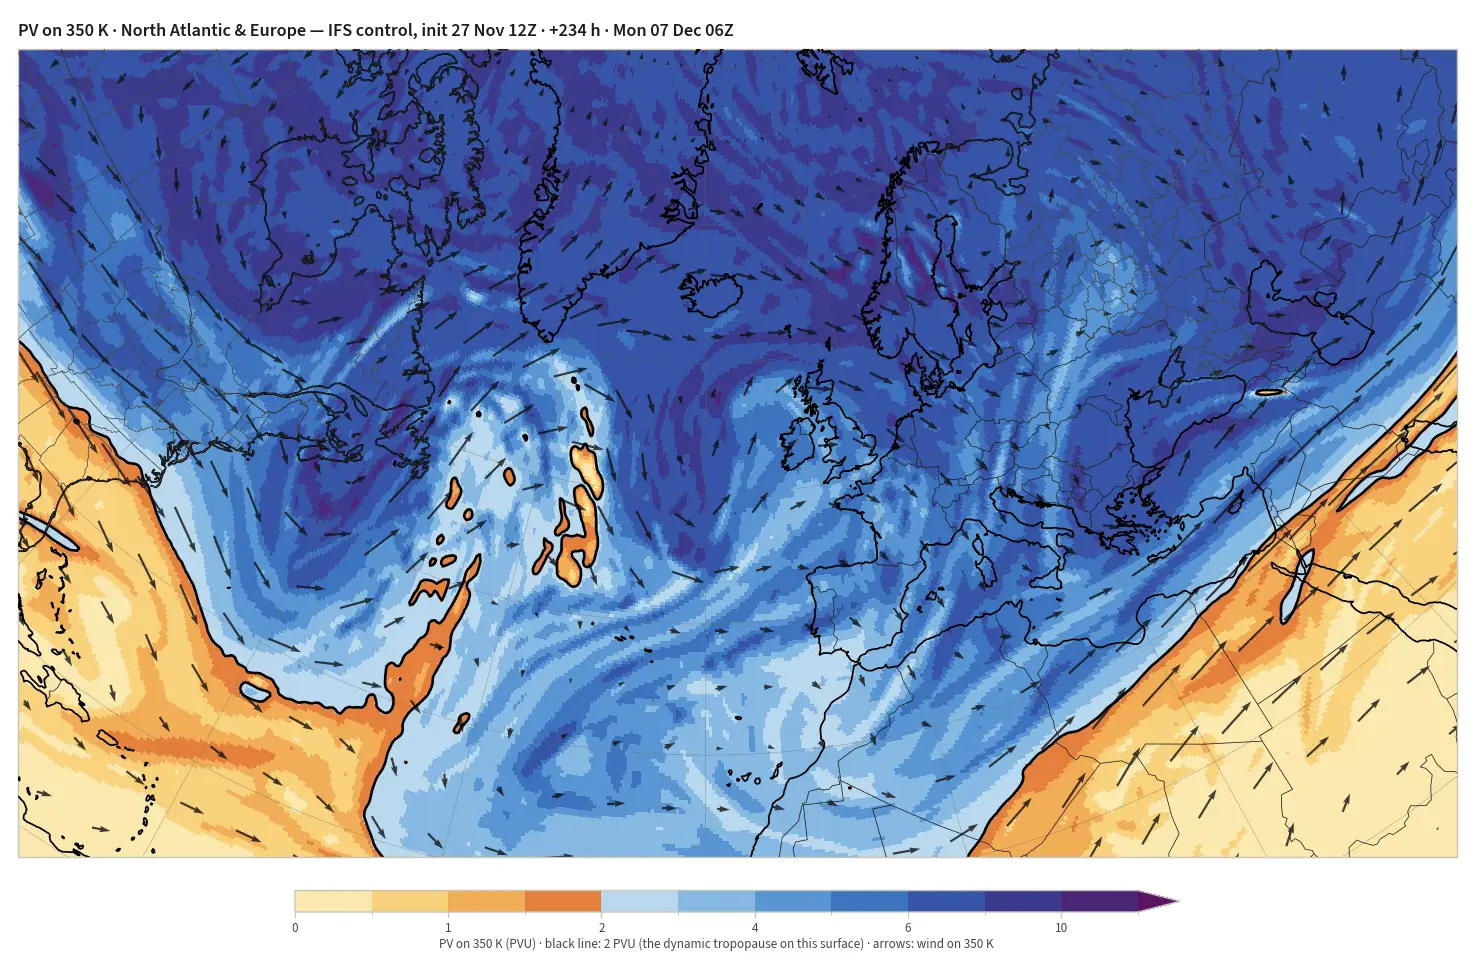 PV on 350 K · North Atlantic & Europe — IFS control, init 27 Nov 12Z · +234 h · Mon 07 Dec 06Z
0 1 2 4 6 10
PV on 350 K (PVU) · black line: 2 PVU (the dynamic tropopause on this surface) · arrows: wind on 350 K